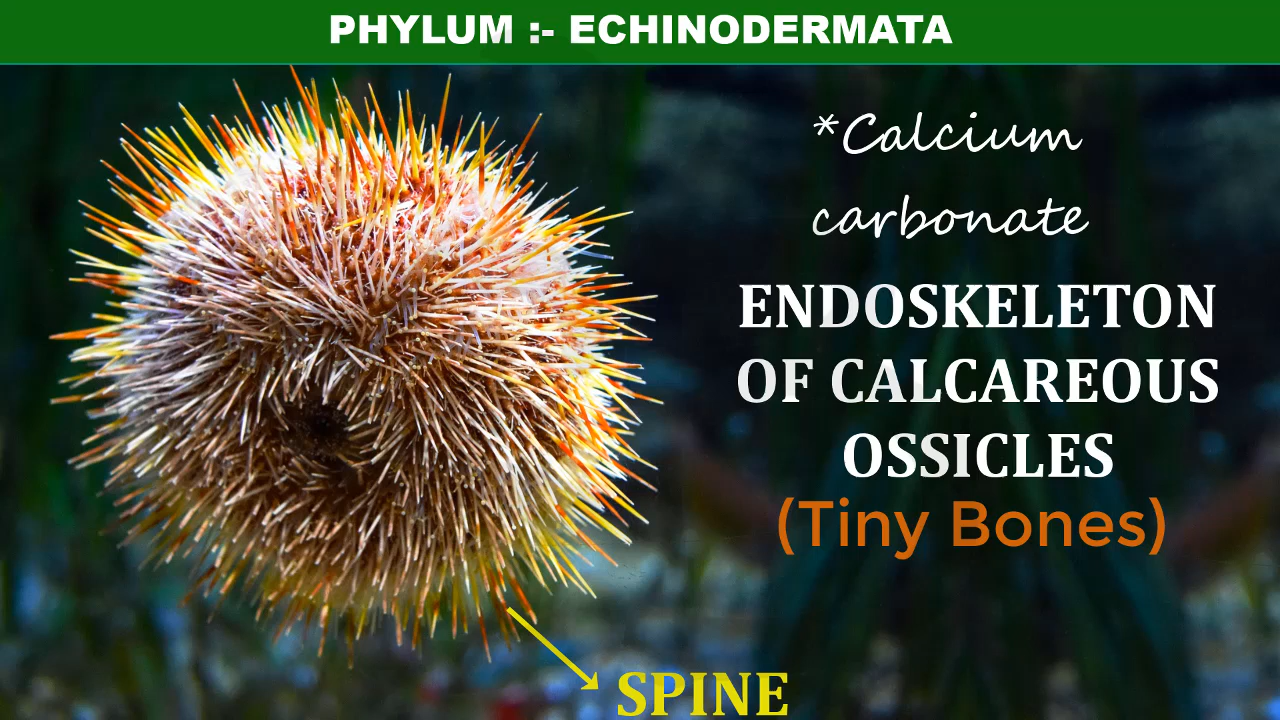 PHYLUM :- ECHINODERMATA
*Calcium
carbonate
ENDOSKELETON
OF CALCAREOUS
OSSICLES
(Tiny Bones)
SPINE